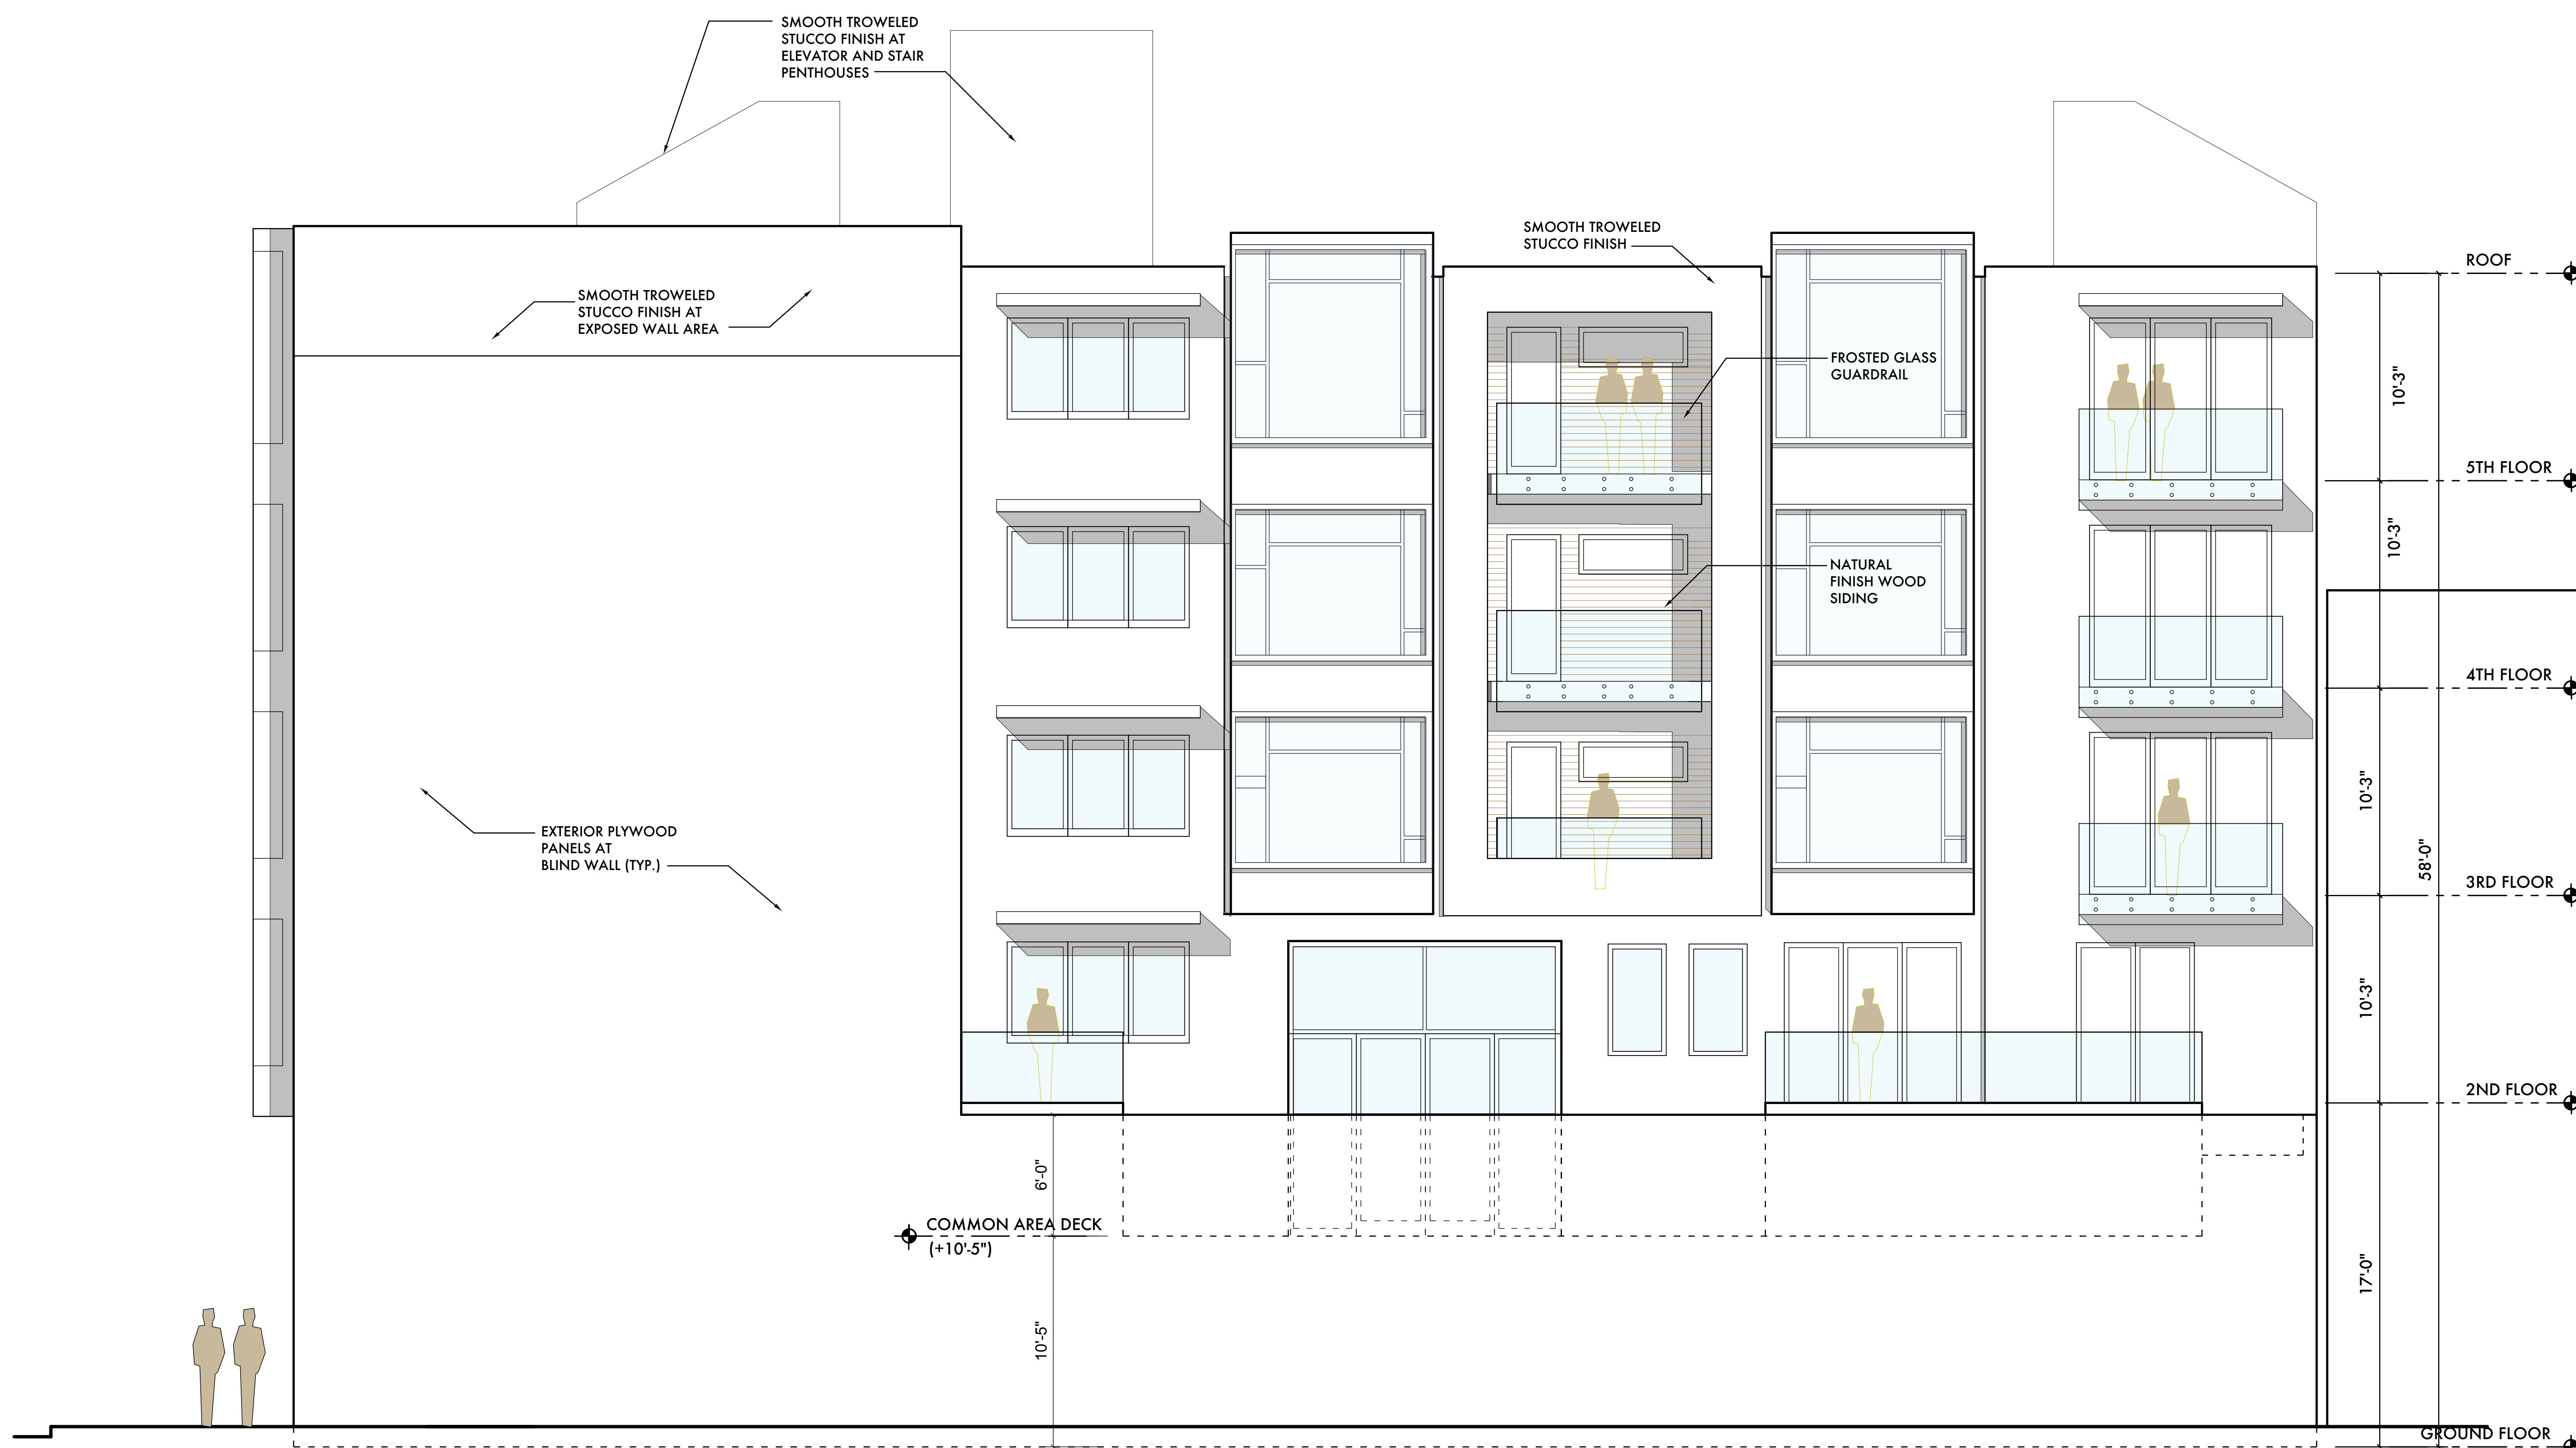 SMOOTH TROWELED
STUCCO FINISH AT
ELEVATOR AND STAIR
PENTHOUSES
SMOOTH TROWELED
STUCCO FINISH
SMOOTH TROWELED
STUCCO FINISH AT
EXPOSED WALL AREA
FROSTED GLASS
GUARDRAIL
NATURAL
FINISH WOOD
SIDING
EXTERIOR PLYWOOD
PANELS AT
BLIND WALL (TYP.)
COMMON AREA DECK
(+10'-5")
6'-0"
10'-5"
ROOF
10'-3"
5TH FLOOR
10'-3"
4TH FLOOR
10'-3"
58'-0"
3RD FLOOR
10'-3"
2ND FLOOR
17'-0"
GROUND FLOOR